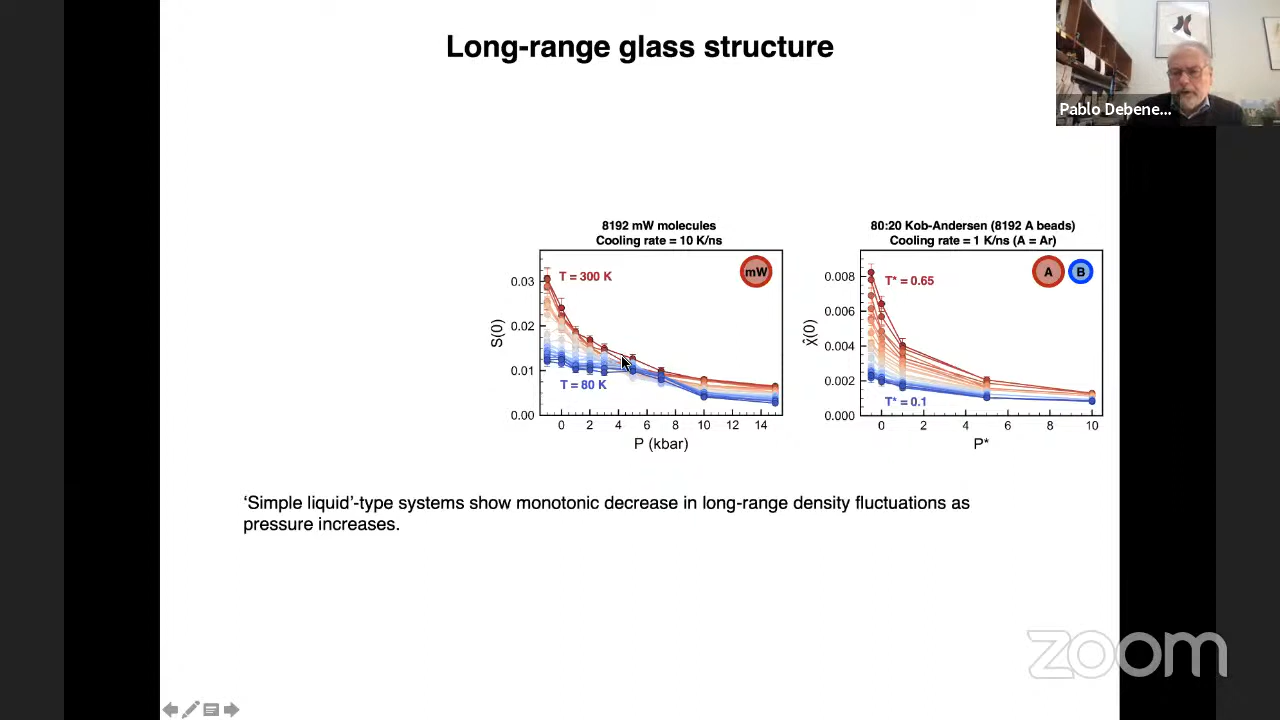 Long-range glass structure
Pablo Debene...
8192 mW molecules
Cooling rate = 10 K/ns
mW
T = 300 K
T = 80 K
S(0)
0.03
0.02
0.01
0.00
0 2 4 6 8 10 12 14
P (kbar)
80:20 Kob-Andersen (8192 A beads)
Cooling rate = 1 K/ns (A = Ar)
A B
T* = 0.65
T* = 0.1
χ̂(0)
0.008
0.006
0.004
0.002
0.000
0 2 4 6 8 10
P*
‘Simple liquid’-type systems show monotonic decrease in long-range density fluctuations as
pressure increases.
zoom